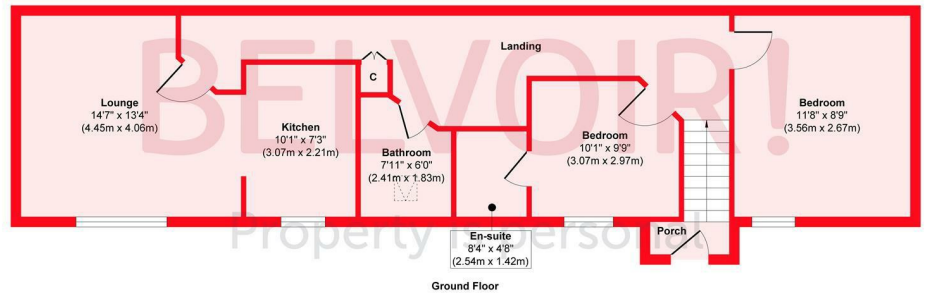 BELVOIR!
Landing
Lounge
14'7" x 13'4"
(4.45m x 4.06m)
C
Kitchen
10'1" x 7'3"
(3.07m x 2.21m)
Bathroom
7'11" x 6'0"
(2.41m x 1.83m)
Bedroom
10'1" x 9'9"
(3.07m x 2.97m)
Bedroom
11'8" x 8'9"
(3.56m x 2.67m)
Property is personal
Porch
En-suite
8'4" x 4'8"
(2.54m x 1.42m)
Ground Floor